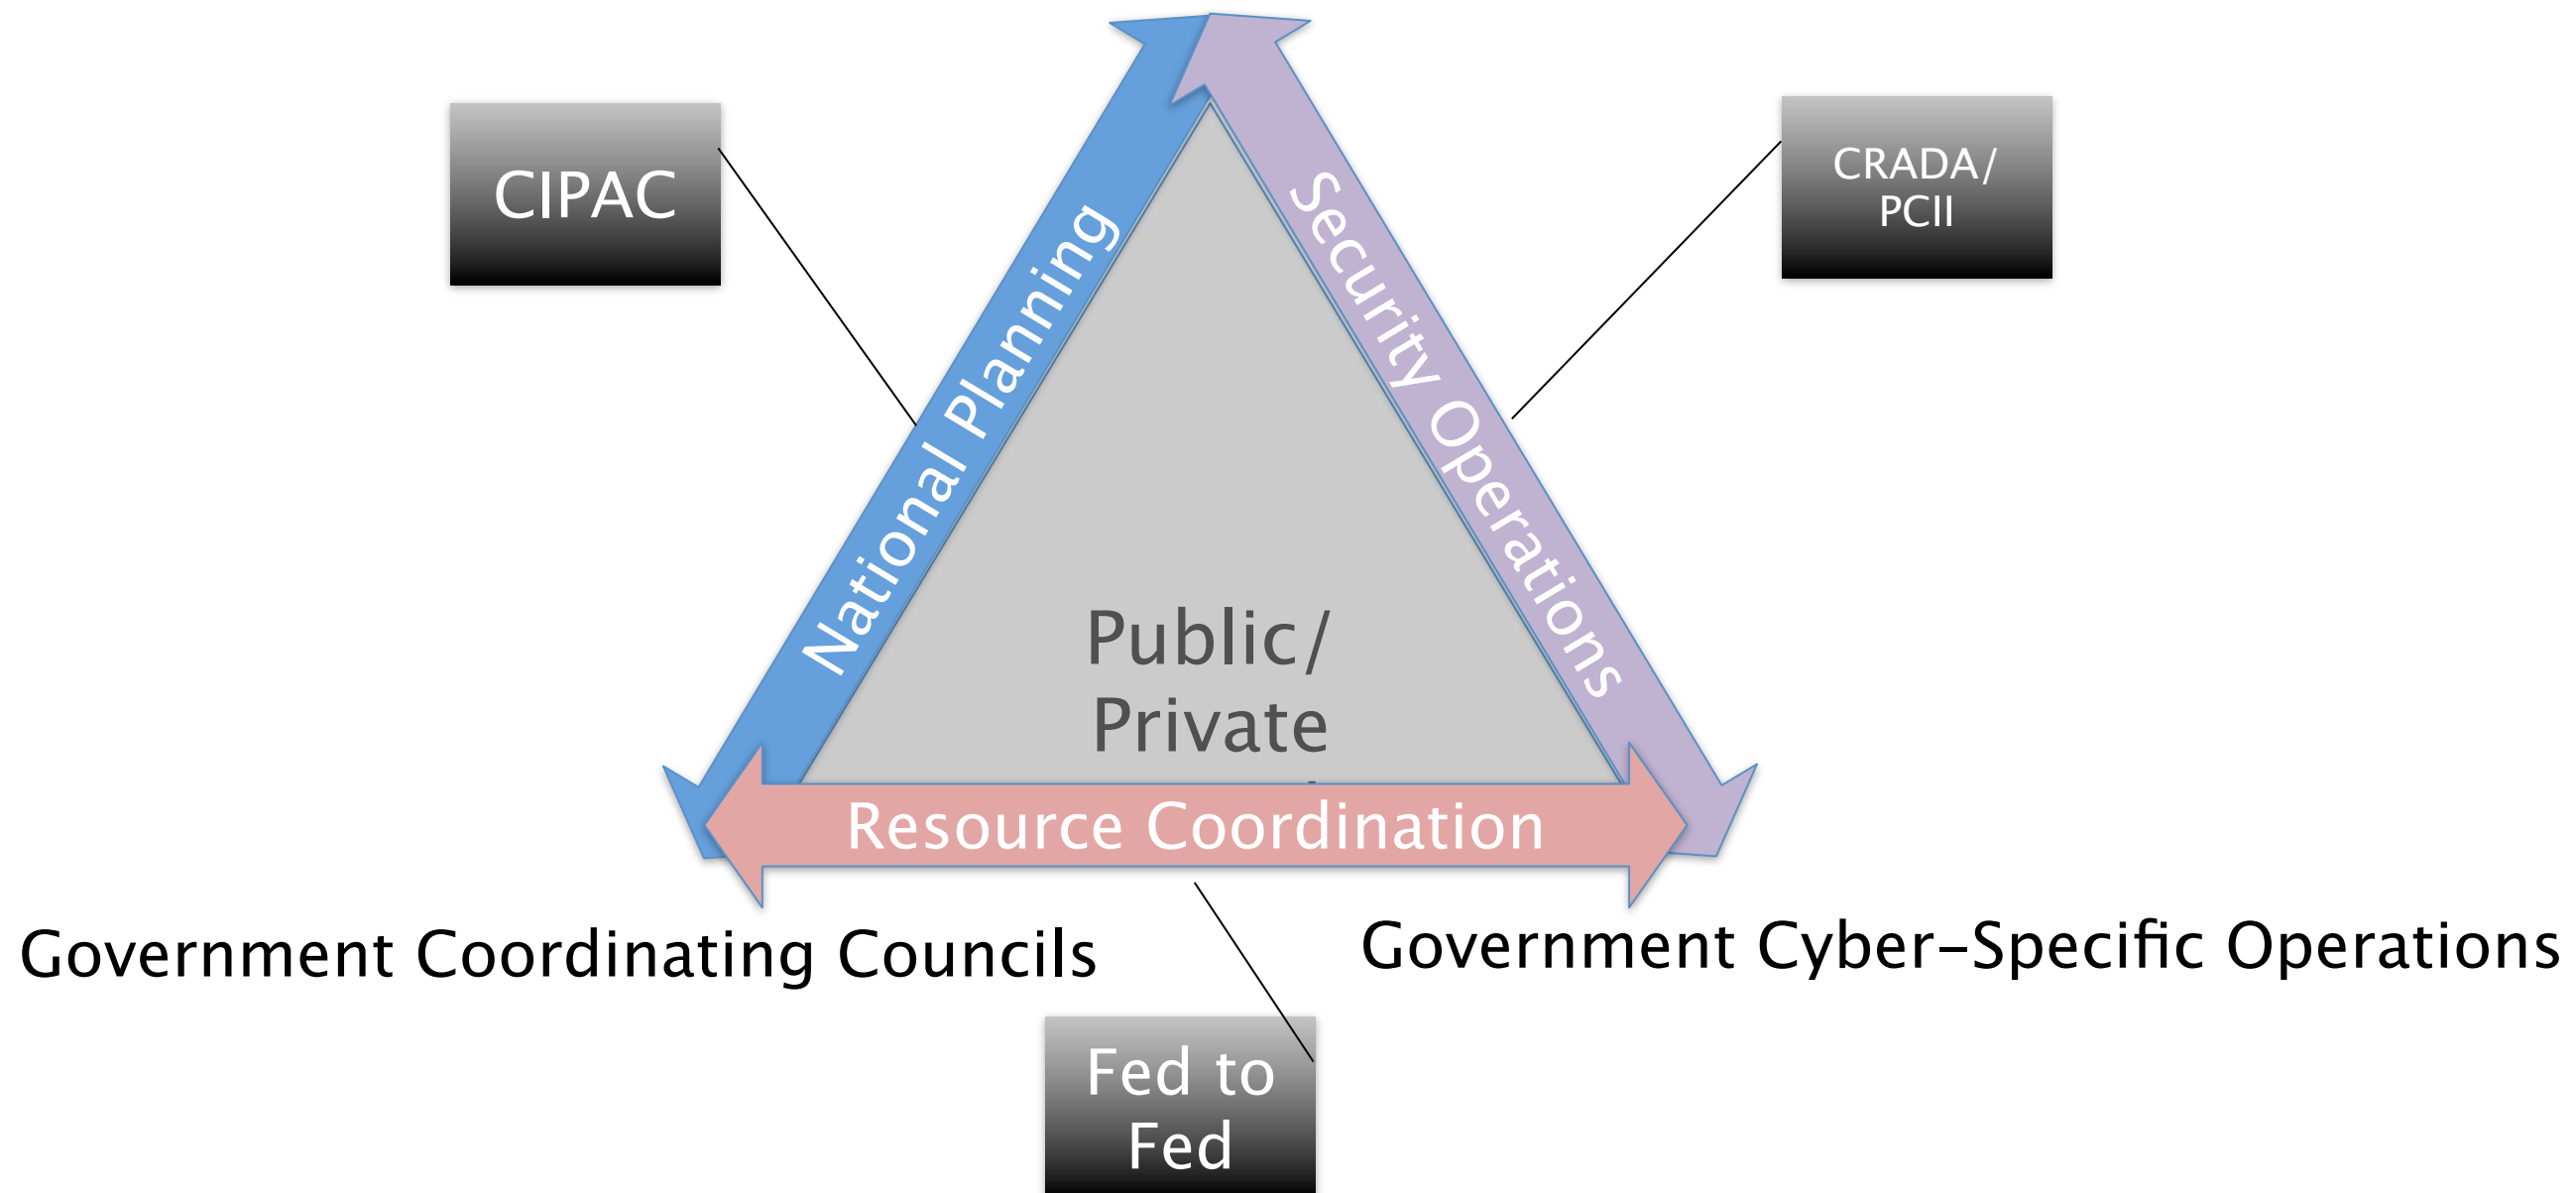 CIPAC
CRADA/
PCII
National Planning
Security Operations
Public/
Private
Resource Coordination
Government Coordinating Councils
Government Cyber-Specific Operations
Fed to
Fed